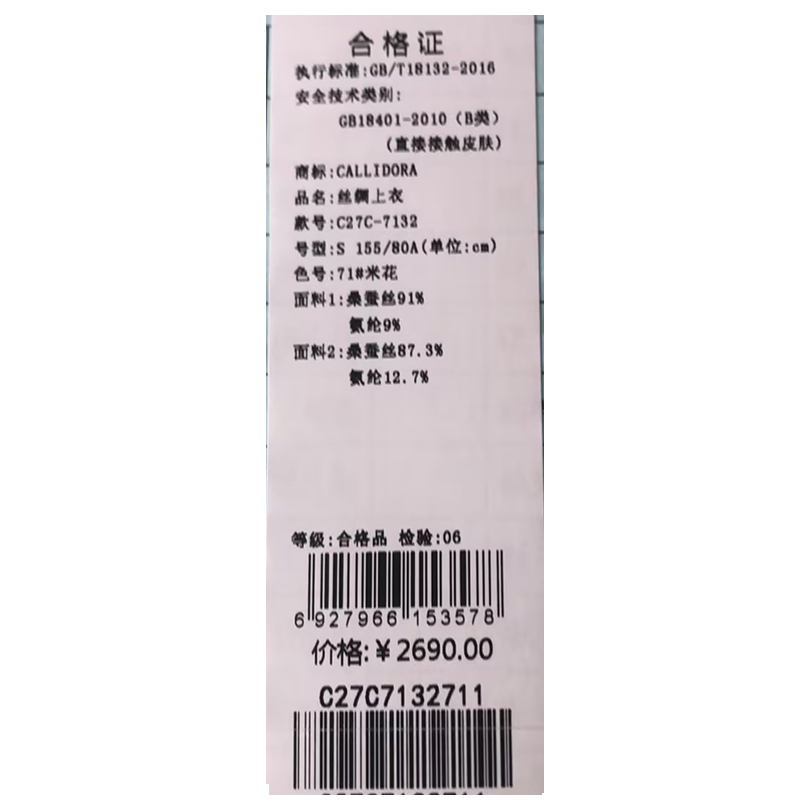 合格证
执行标准:GB/T18132-2016
安全技术类别:
GB18401-2010(B类)
(直接接触皮肤)
商标:CALLIDORA
品名:丝绸上衣
款号:C27C-7132
号型:S 155/80A(单位:cm)
色号:71#米花
面料1:桑蚕丝91%
氨纶9%
面料2:桑蚕丝87.3%
氨纶12.7%
等级:合格品 检验:06
6 927966 153578
价格:¥2690.00
C27C7132711